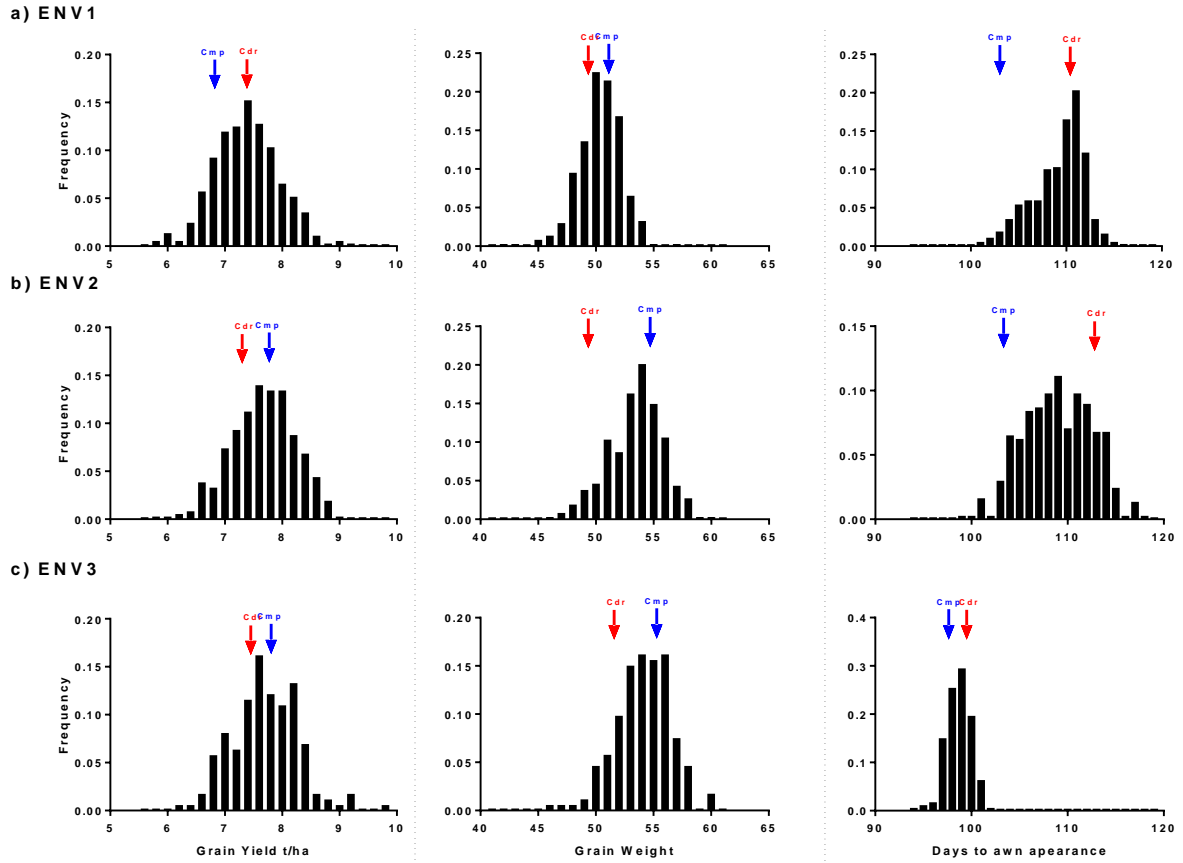 a) ENV1
Cmp Cdr
Cdr Cmp
Cmp Cdr
Frequency
0.20
0.15
0.10
0.05
0.00
5 6 7 8 9 10
0.25
0.20
0.15
0.10
0.05
0.00
40 45 50 55 60 65
0.25
0.20
0.15
0.10
0.05
0.00
90 100 110 120
b) ENV2
Cdr Cmp
Cdr Cmp
Cmp Cdr
Frequency
0.20
0.15
0.10
0.05
0.00
5 6 7 8 9 10
0.25
0.20
0.15
0.10
0.05
0.00
40 45 50 55 60 65
0.15
0.10
0.05
0.00
90 100 110 120
c) ENV3
Cdr Cmp
Cdr Cmp
Cmp Cdr
Frequency
0.20
0.15
0.10
0.05
0.00
5 6 7 8 9 10
Grain Yield t/ha
0.20
0.15
0.10
0.05
0.00
40 45 50 55 60 65
Grain Weight
0.4
0.3
0.2
0.1
0.0
90 100 110 120
Days to awn apearance